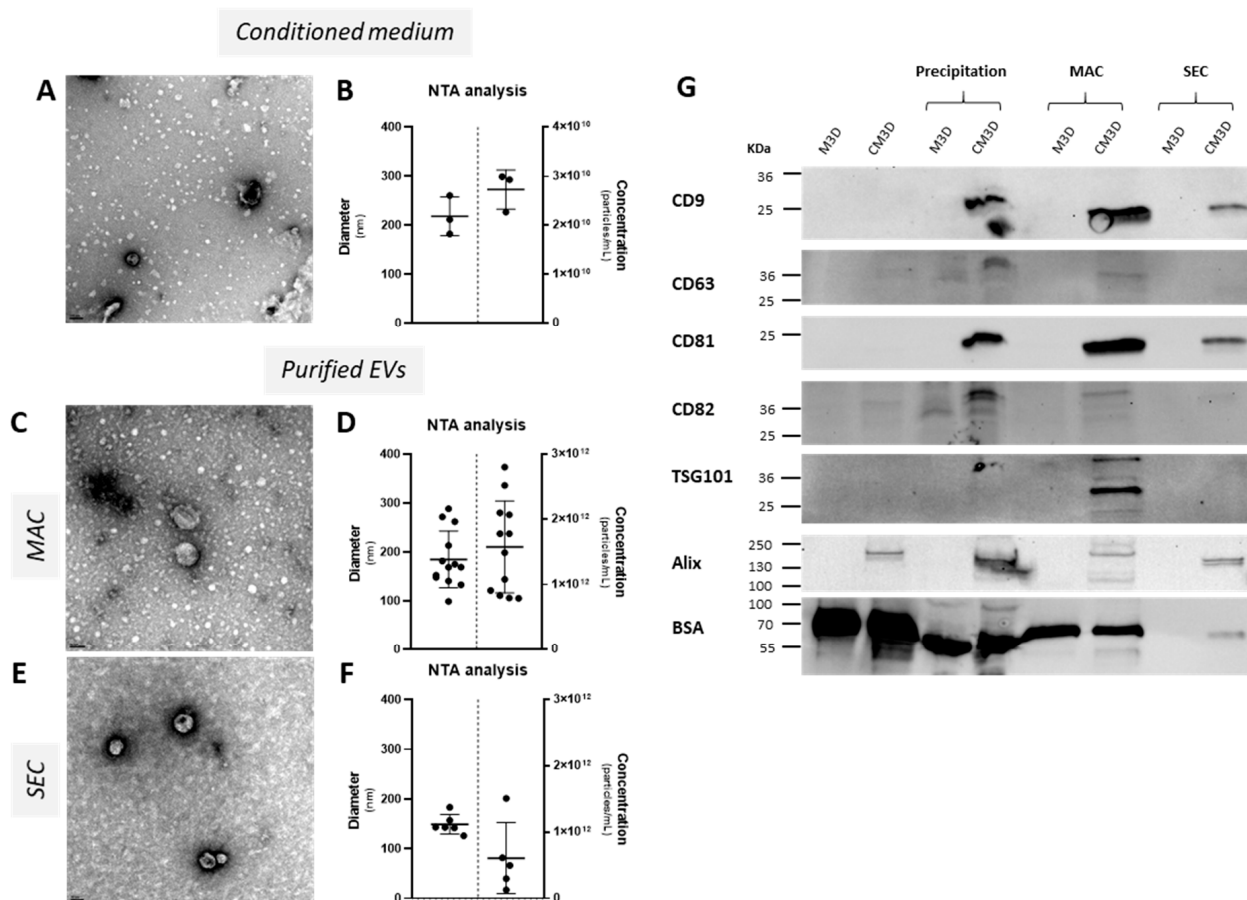 Conditioned medium
A
B
NTA analysis
400
300
200
100
0
Diameter
(nm)
4×10¹⁰
3×10¹⁰
2×10¹⁰
1×10¹⁰
0
Concentration
(particles/mL)
Purified EVs
MAC
C
D
NTA analysis
400
300
200
100
0
Diameter
(nm)
3×10¹²
2×10¹²
1×10¹²
0
Concentration
(particles/mL)
SEC
E
F
NTA analysis
400
300
200
100
0
Diameter
(nm)
3×10¹²
2×10¹²
1×10¹²
0
Concentration
(particles/mL)
G
Precipitation MAC SEC
M3D CM3D M3D CM3D M3D CM3D M3D CM3D
KDa
CD9
36
25
CD63
36
25
CD81
25
CD82
36
25
TSG101
36
25
Alix
250
130
100
BSA
100
70
55